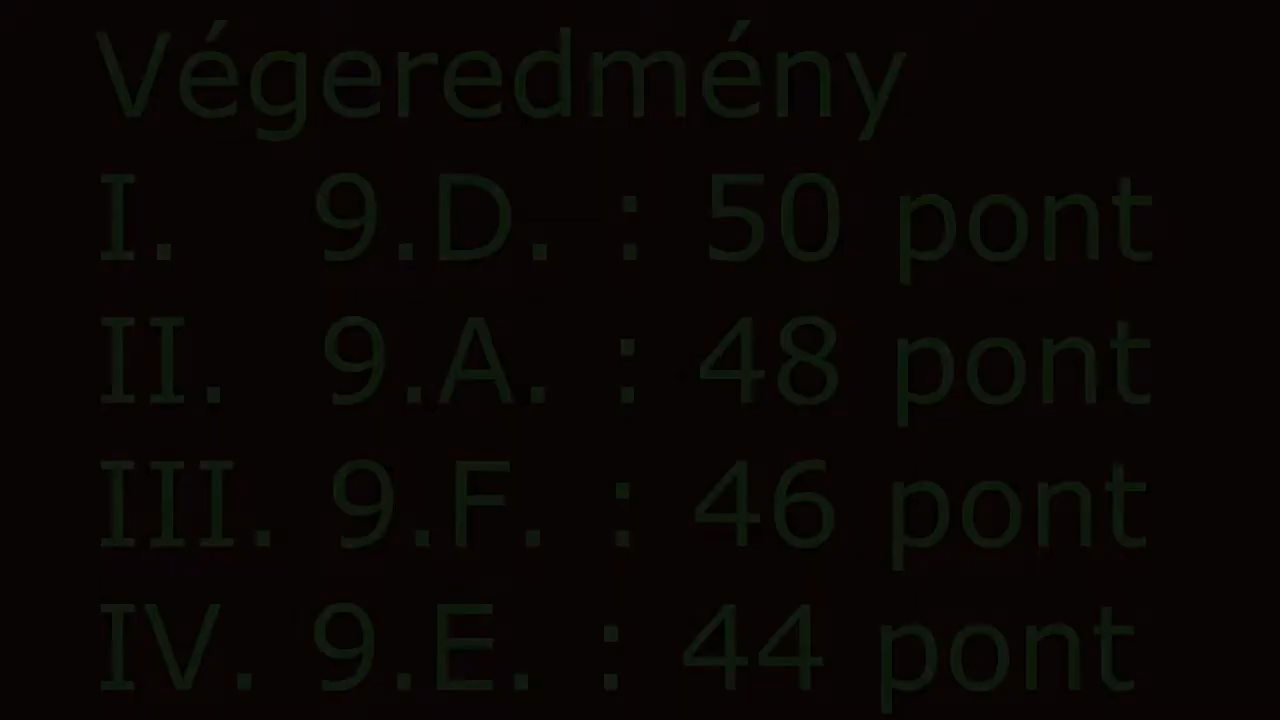 Végeredmény
I. 9.D. : 50 pont
II. 9.A. : 48 pont
III. 9.F. : 46 pont
IV. 9.E. : 44 pont